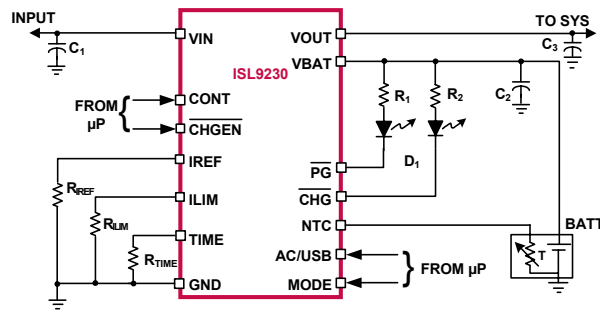 INPUT
TO SYS
C1
VIN
VOUT
C3
ISL9230
VBAT
R1
R2
C2
FROM
µP
CONT
CHGEN
D1
IREF
PG
RIREF
ILIM
CHG
RILIM
NTC
BATT
TIME
AC/USB
T
RTIME
FROM µP
GND
MODE